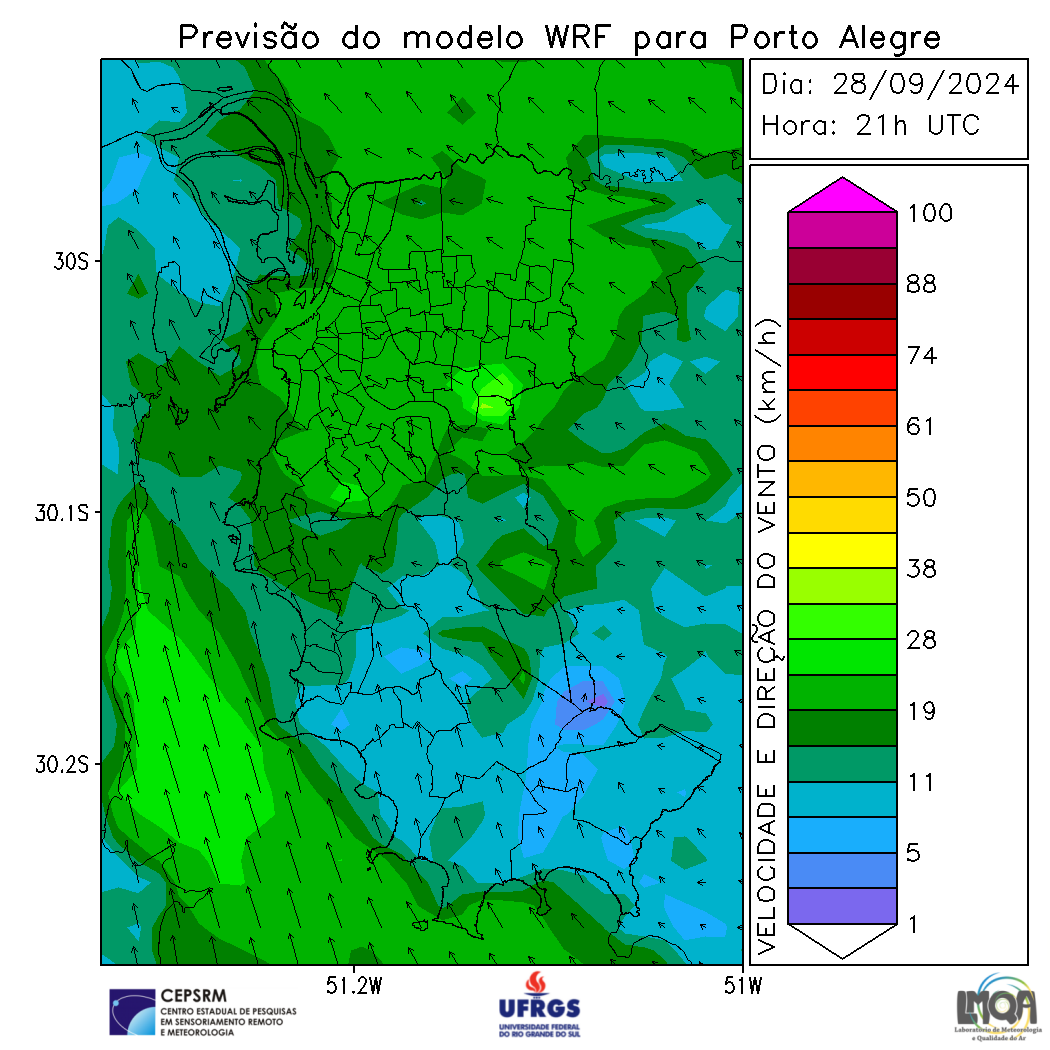 Previsão do modelo WRF para Porto Alegre
Dia: 28/09/2024
Hora: 21h UTC
30S
30.1S
30.2S
51.2W
51W
VELOCIDADE E DIREÇÃO DO VENTO (km/h)
100
88
74
61
50
38
28
19
11
5
1
CEPSRM
CENTRO ESTADUAL DE PESQUISAS
EM SENSORIAMENTO REMOTO
E METEOROLOGIA
UFRGS
UNIVERSIDADE FEDERAL
DO RIO GRANDE DO SUL
LMQA
Laboratório de Meteorologia
e Qualidade do Ar